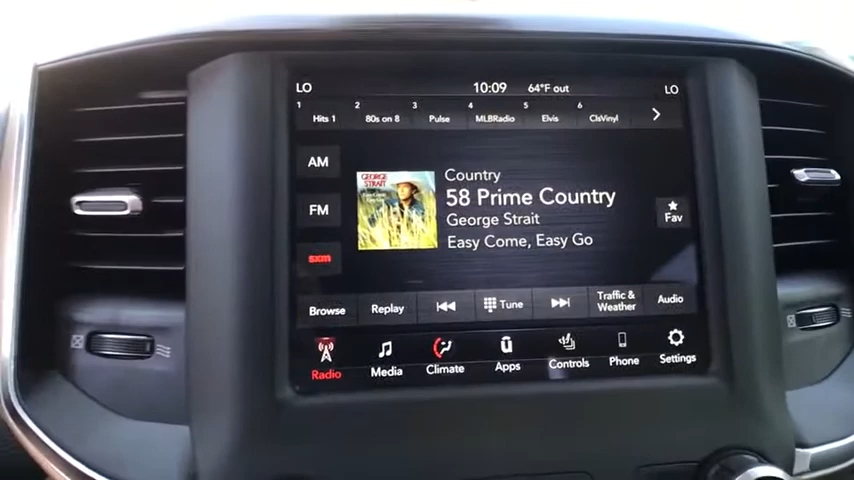 LO 10:09 64°F out LO
1 2 3 4 5 6
Hits 1 80s on 8 Pulse MLBRadio Elvis ClsVinyl
AM
FM
sxm
GEORGE
STRAIT
Country
58 Prime Country
George Strait
Easy Come, Easy Go
Fav
Browse Replay Tune Traffic & Weather Audio
Radio Media Climate Apps Controls Phone Settings